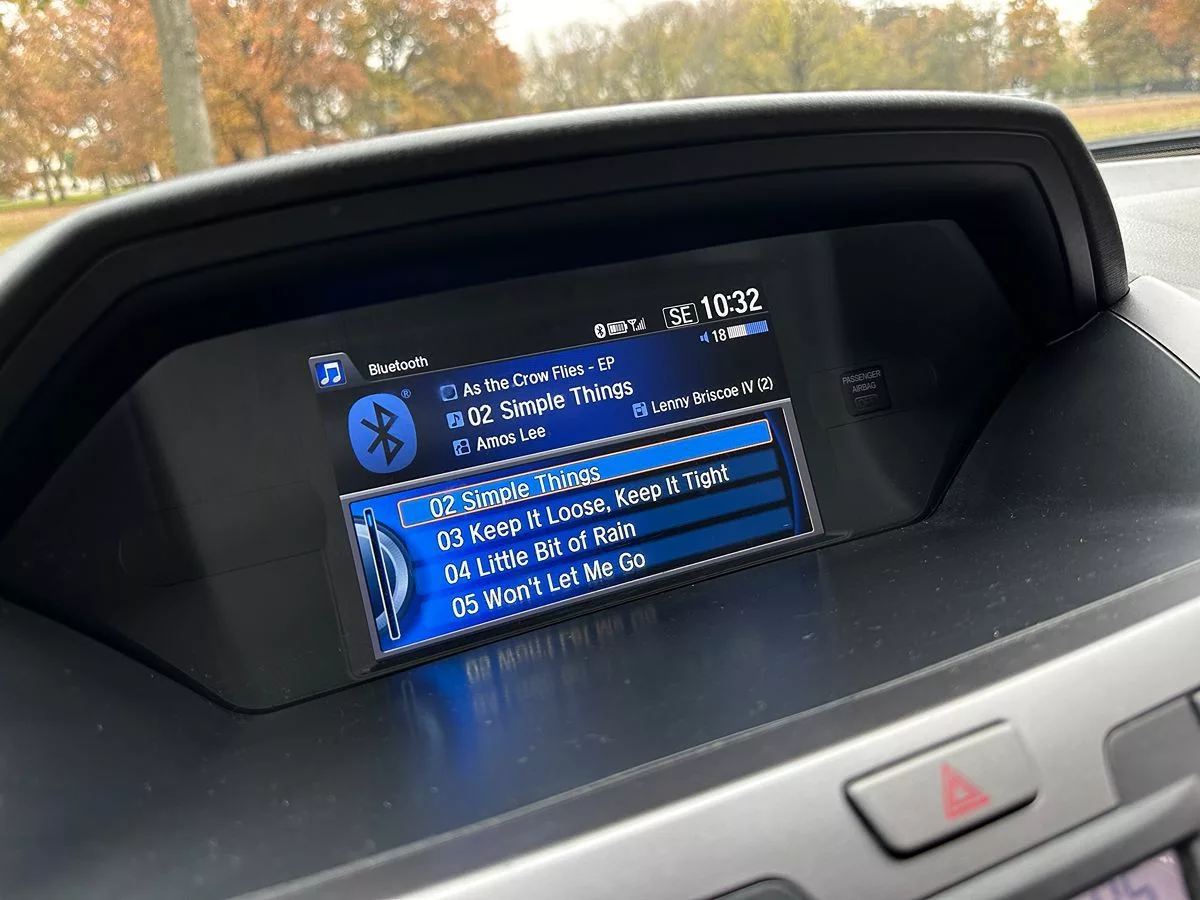 SE 10:32
Bluetooth ®
18
As the Crow Flies - EP
02 Simple Things
Amos Lee
Lenny Briscoe IV (2)
02 Simple Things
03 Keep It Loose, Keep It Tight
04 Little Bit of Rain
05 Won't Let Me Go
PASSENGER
AIRBAG